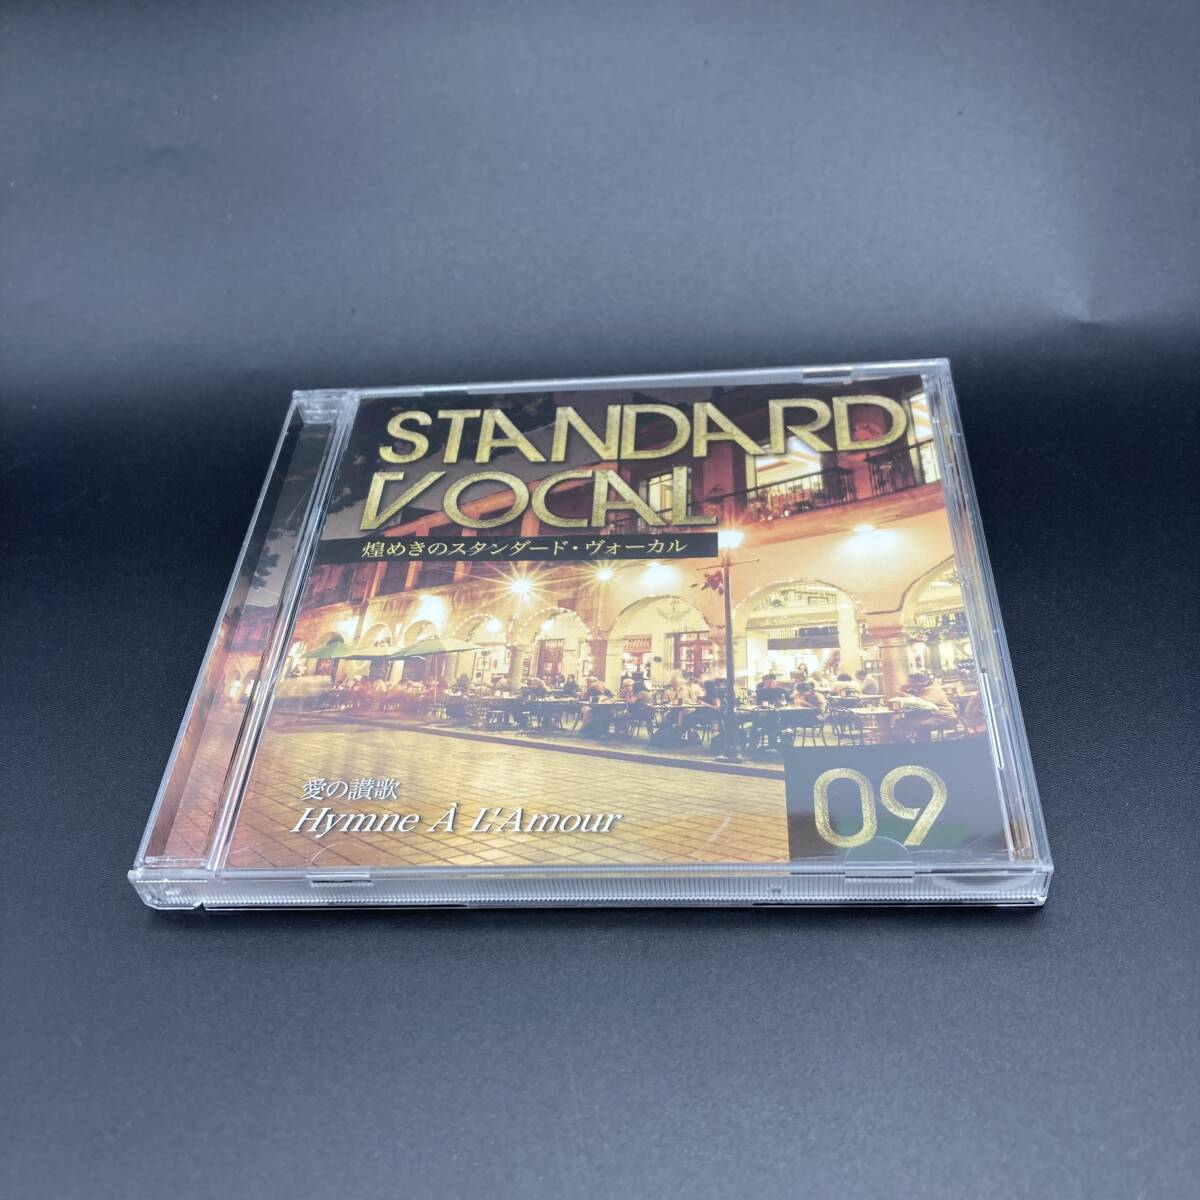 STANDARD
VOCAL
煌めきのスタンダード・ヴォーカル
愛の讃歌
Hymne À L'Amour
09